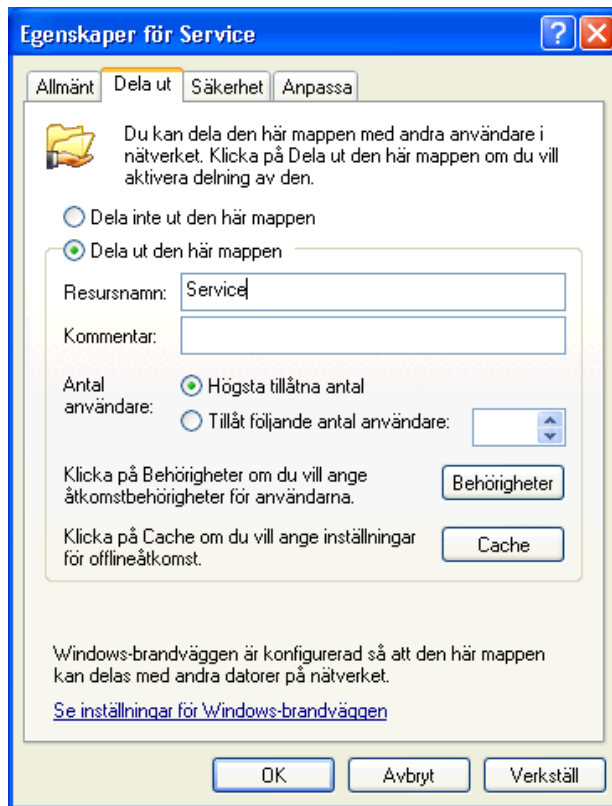 Egenskaper för Service
Allmänt
Dela ut
Säkerhet
Anpassa
Du kan dela den här mappen med andra användare i
nätverket. Klicka på Dela ut den här mappen om du vill
aktivera delning av den.
Dela inte ut den här mappen
Dela ut den här mappen
Resursnamn: Service
Kommentar:
Antal
användare:
Högsta tillåtna antal
Tillåt följande antal användare:
Klicka på Behörigheter om du vill ange
åtkomstbehörigheter för användarna.
Behörigheter
Klicka på Cache om du vill ange inställningar
för offlineåtkomst.
Cache
Windows-brandväggen är konfigurerad så att den här mappen
kan delas med andra datorer på nätverket.
Se inställningar för Windows-brandväggen
OK
Avbryt
Verkställ